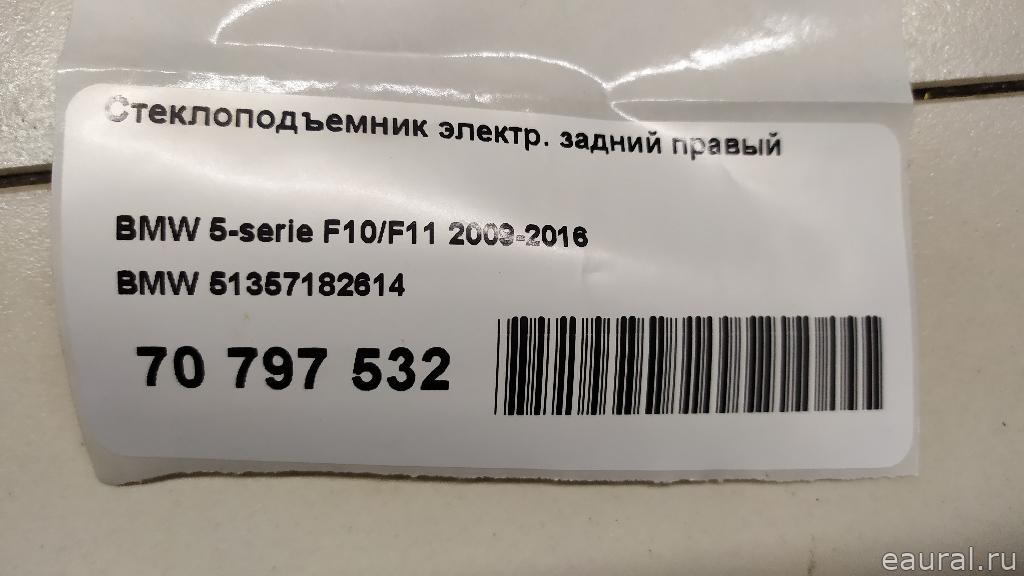 Стеклоподъемник электр. задний правый
BMW 5-serie F10/F11 2009-2016
BMW 51357182614
70 797 532
eaural.ru